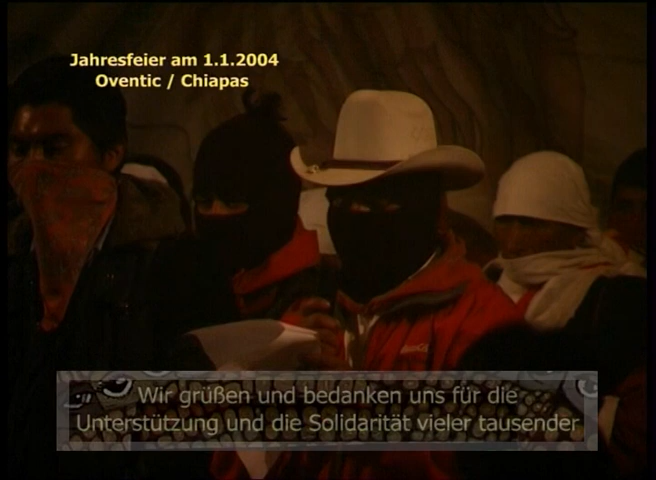 Jahresfeier am 1.1.2004
Oventic / Chiapas
Wir grüßen und bedanken uns für die
Unterstützung und die Solidarität vieler tausender